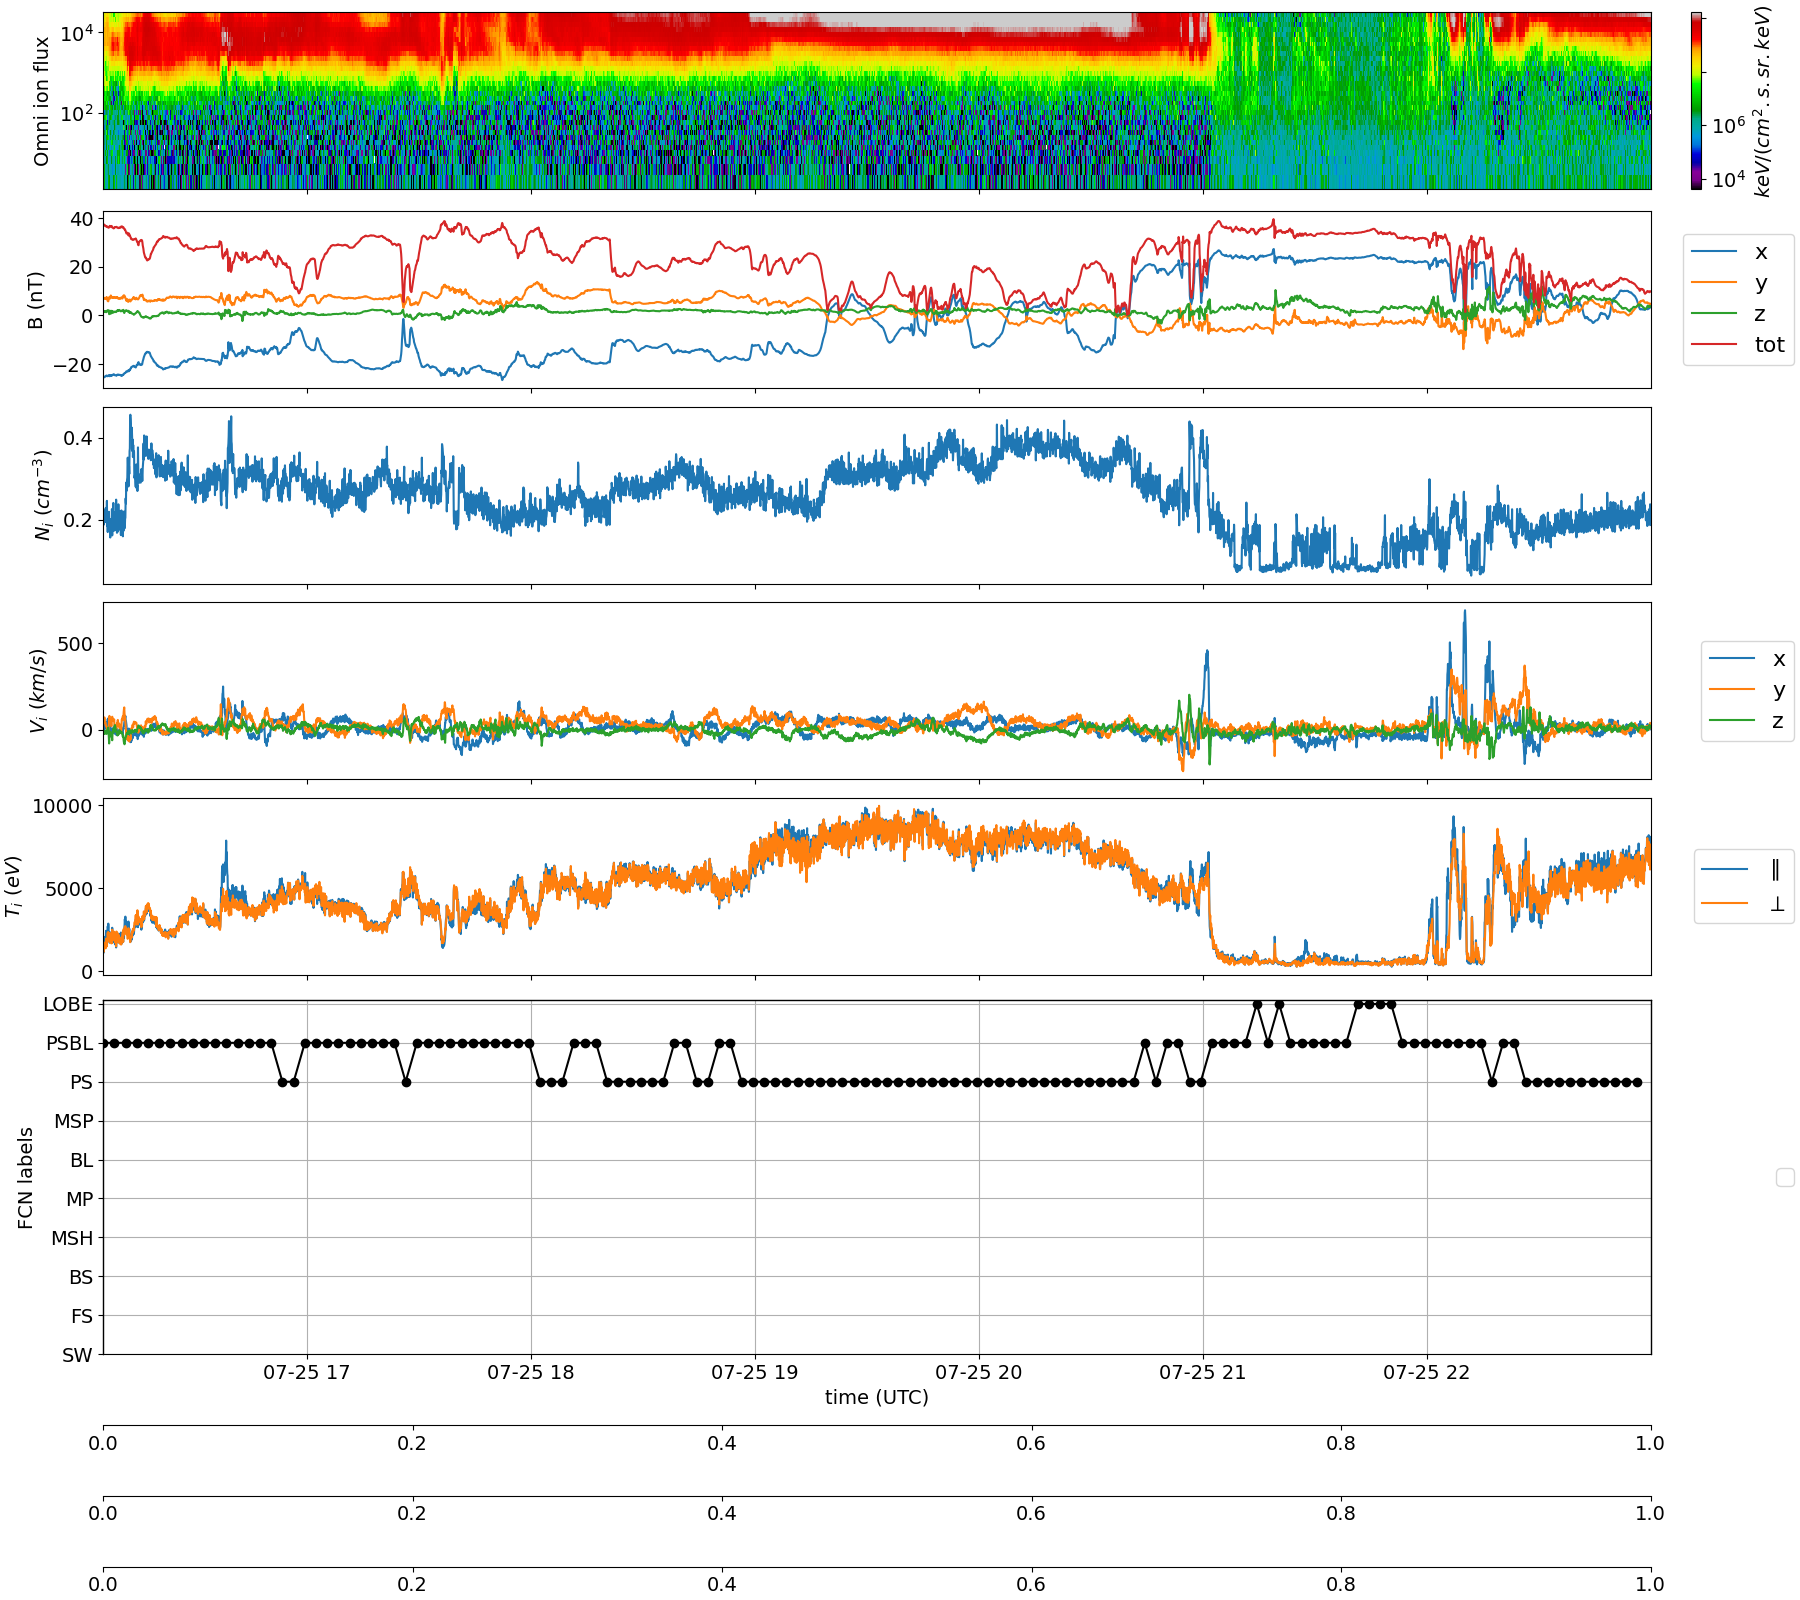 10⁴
10²
Omni ion flux
10⁶
10⁴
keV/(cm².s.sr.keV)
40
20
0
−20
B (nT)
x
y
z
tot
0.4
0.2
Nᵢ (cm⁻³)
500
0
Vᵢ (km/s)
x
y
z
10000
5000
0
Tᵢ (eV)
∥
⊥
LOBE
PSBL
PS
MSP
BL
MP
MSH
BS
FS
SW
FCN labels
07-25 17 07-25 18 07-25 19 07-25 20 07-25 21 07-25 22
time (UTC)
0.0 0.2 0.4 0.6 0.8 1.0
0.0 0.2 0.4 0.6 0.8 1.0
0.0 0.2 0.4 0.6 0.8 1.0